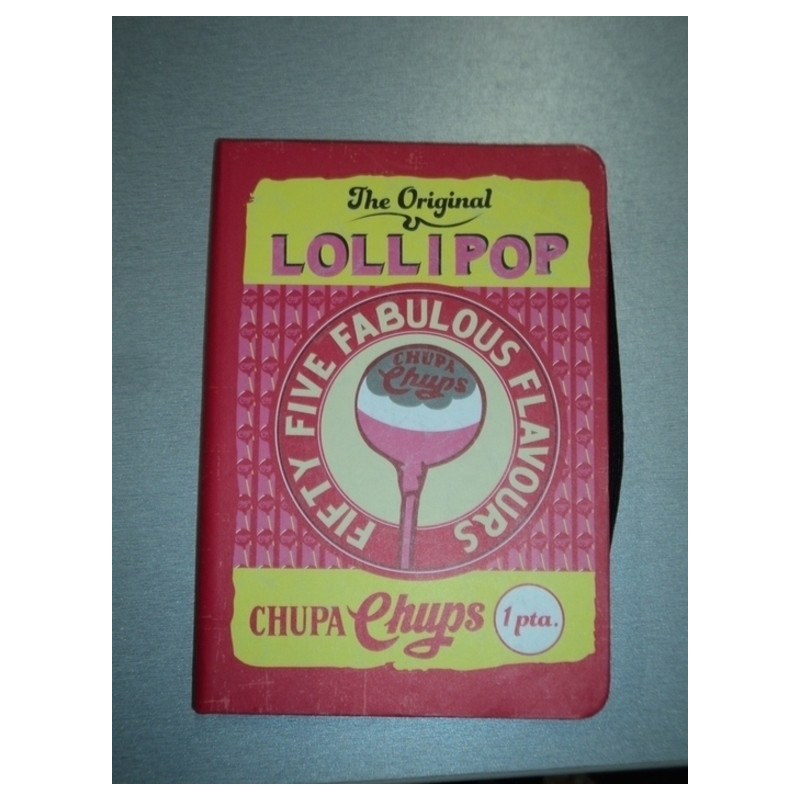 The Original
LOLLIPOP
FIFTY FIVE FABULOUS FLAVOURS
CHUPA
Chups
CHUPA Chups 1 pta.